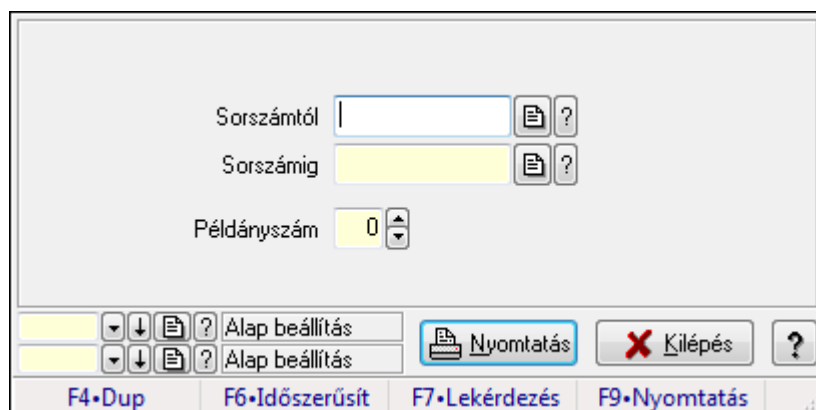 Sorszámtól ?
Sorszámig ?
Példányszám 0
? Alap beállítás
? Alap beállítás
Nyomtatás Kilépés ?
F4•Dup F6•Időszerűsít F7•Lekérdezés F9•Nyomtatás